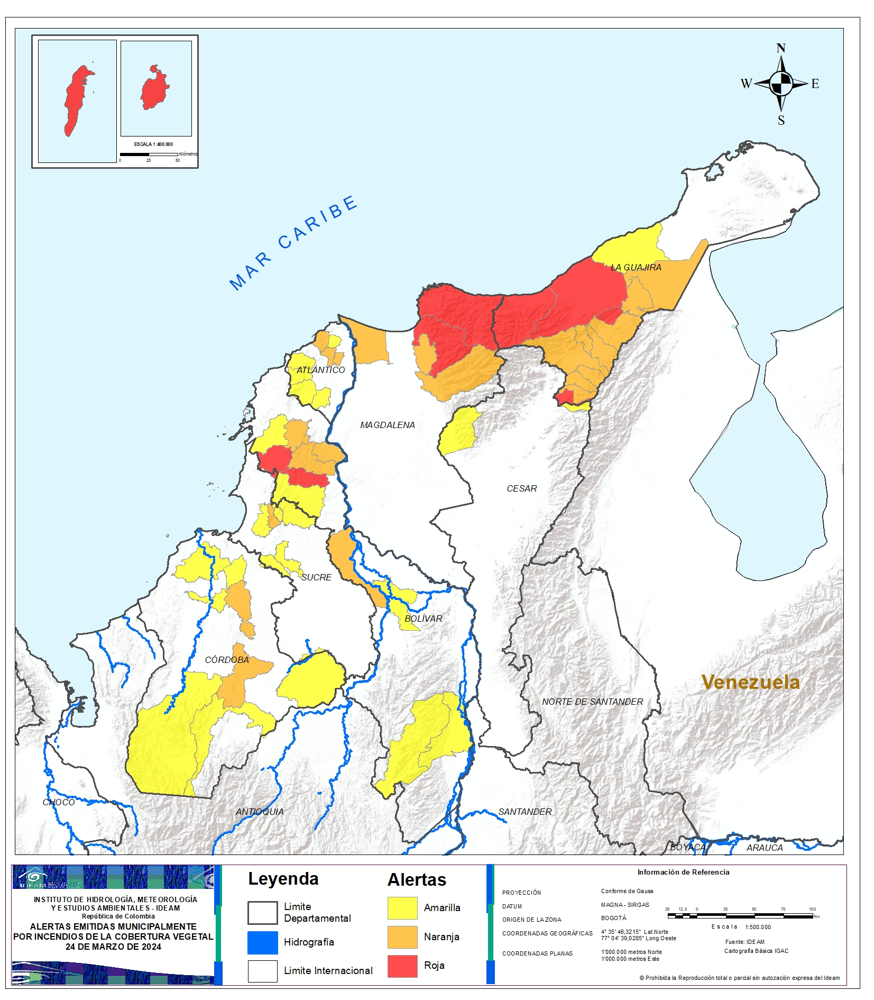 ESCALA 1:400.000
Kilómetros
0 25 50
N
W E
S
MAR CARIBE
LA GUAJIRA
ATLÁNTICO
MAGDALENA
CESAR
SUCRE
BOLÍVAR
CÓRDOBA
Venezuela
NORTE DE SANTANDER
CHOCÓ
ANTIOQUIA
SANTANDER
BOYACÁ
ARAUCA
IDEAM
INSTITUTO DE HIDROLOGÍA, METEOROLOGÍA
Y ESTUDIOS AMBIENTALES - IDEAM
República de Colombia
ALERTAS EMITIDAS MUNICIPALMENTE
POR INCENDIOS DE LA COBERTURA VEGETAL
24 DE MARZO DE 2024
Leyenda
Limite
Departamental
Hidrografía
Limite Internacional
Alertas
Amarilla
Naranja
Roja
Información de Referencia
PROYECCIÓN Conforme de Gauss
DATUM MAGNA - SIRGAS
ORIGEN DE LA ZONA BOGOTÁ
COORDENADAS GEOGRÁFICAS 4° 35' 46,3215" Lat.Norte
77° 04' 39,0285" Long.Oeste
COORDENADAS PLANAS 1'000.000 metros Norte
1'000.000 metros Este
25 12,5 0 25 50 75 100
Km
Escala 1:500.000
Fuente: IDEAM
Cartografía Básica IGAC
© Prohibida la Reproducción total o parcial sin autozación expresa del Ideam